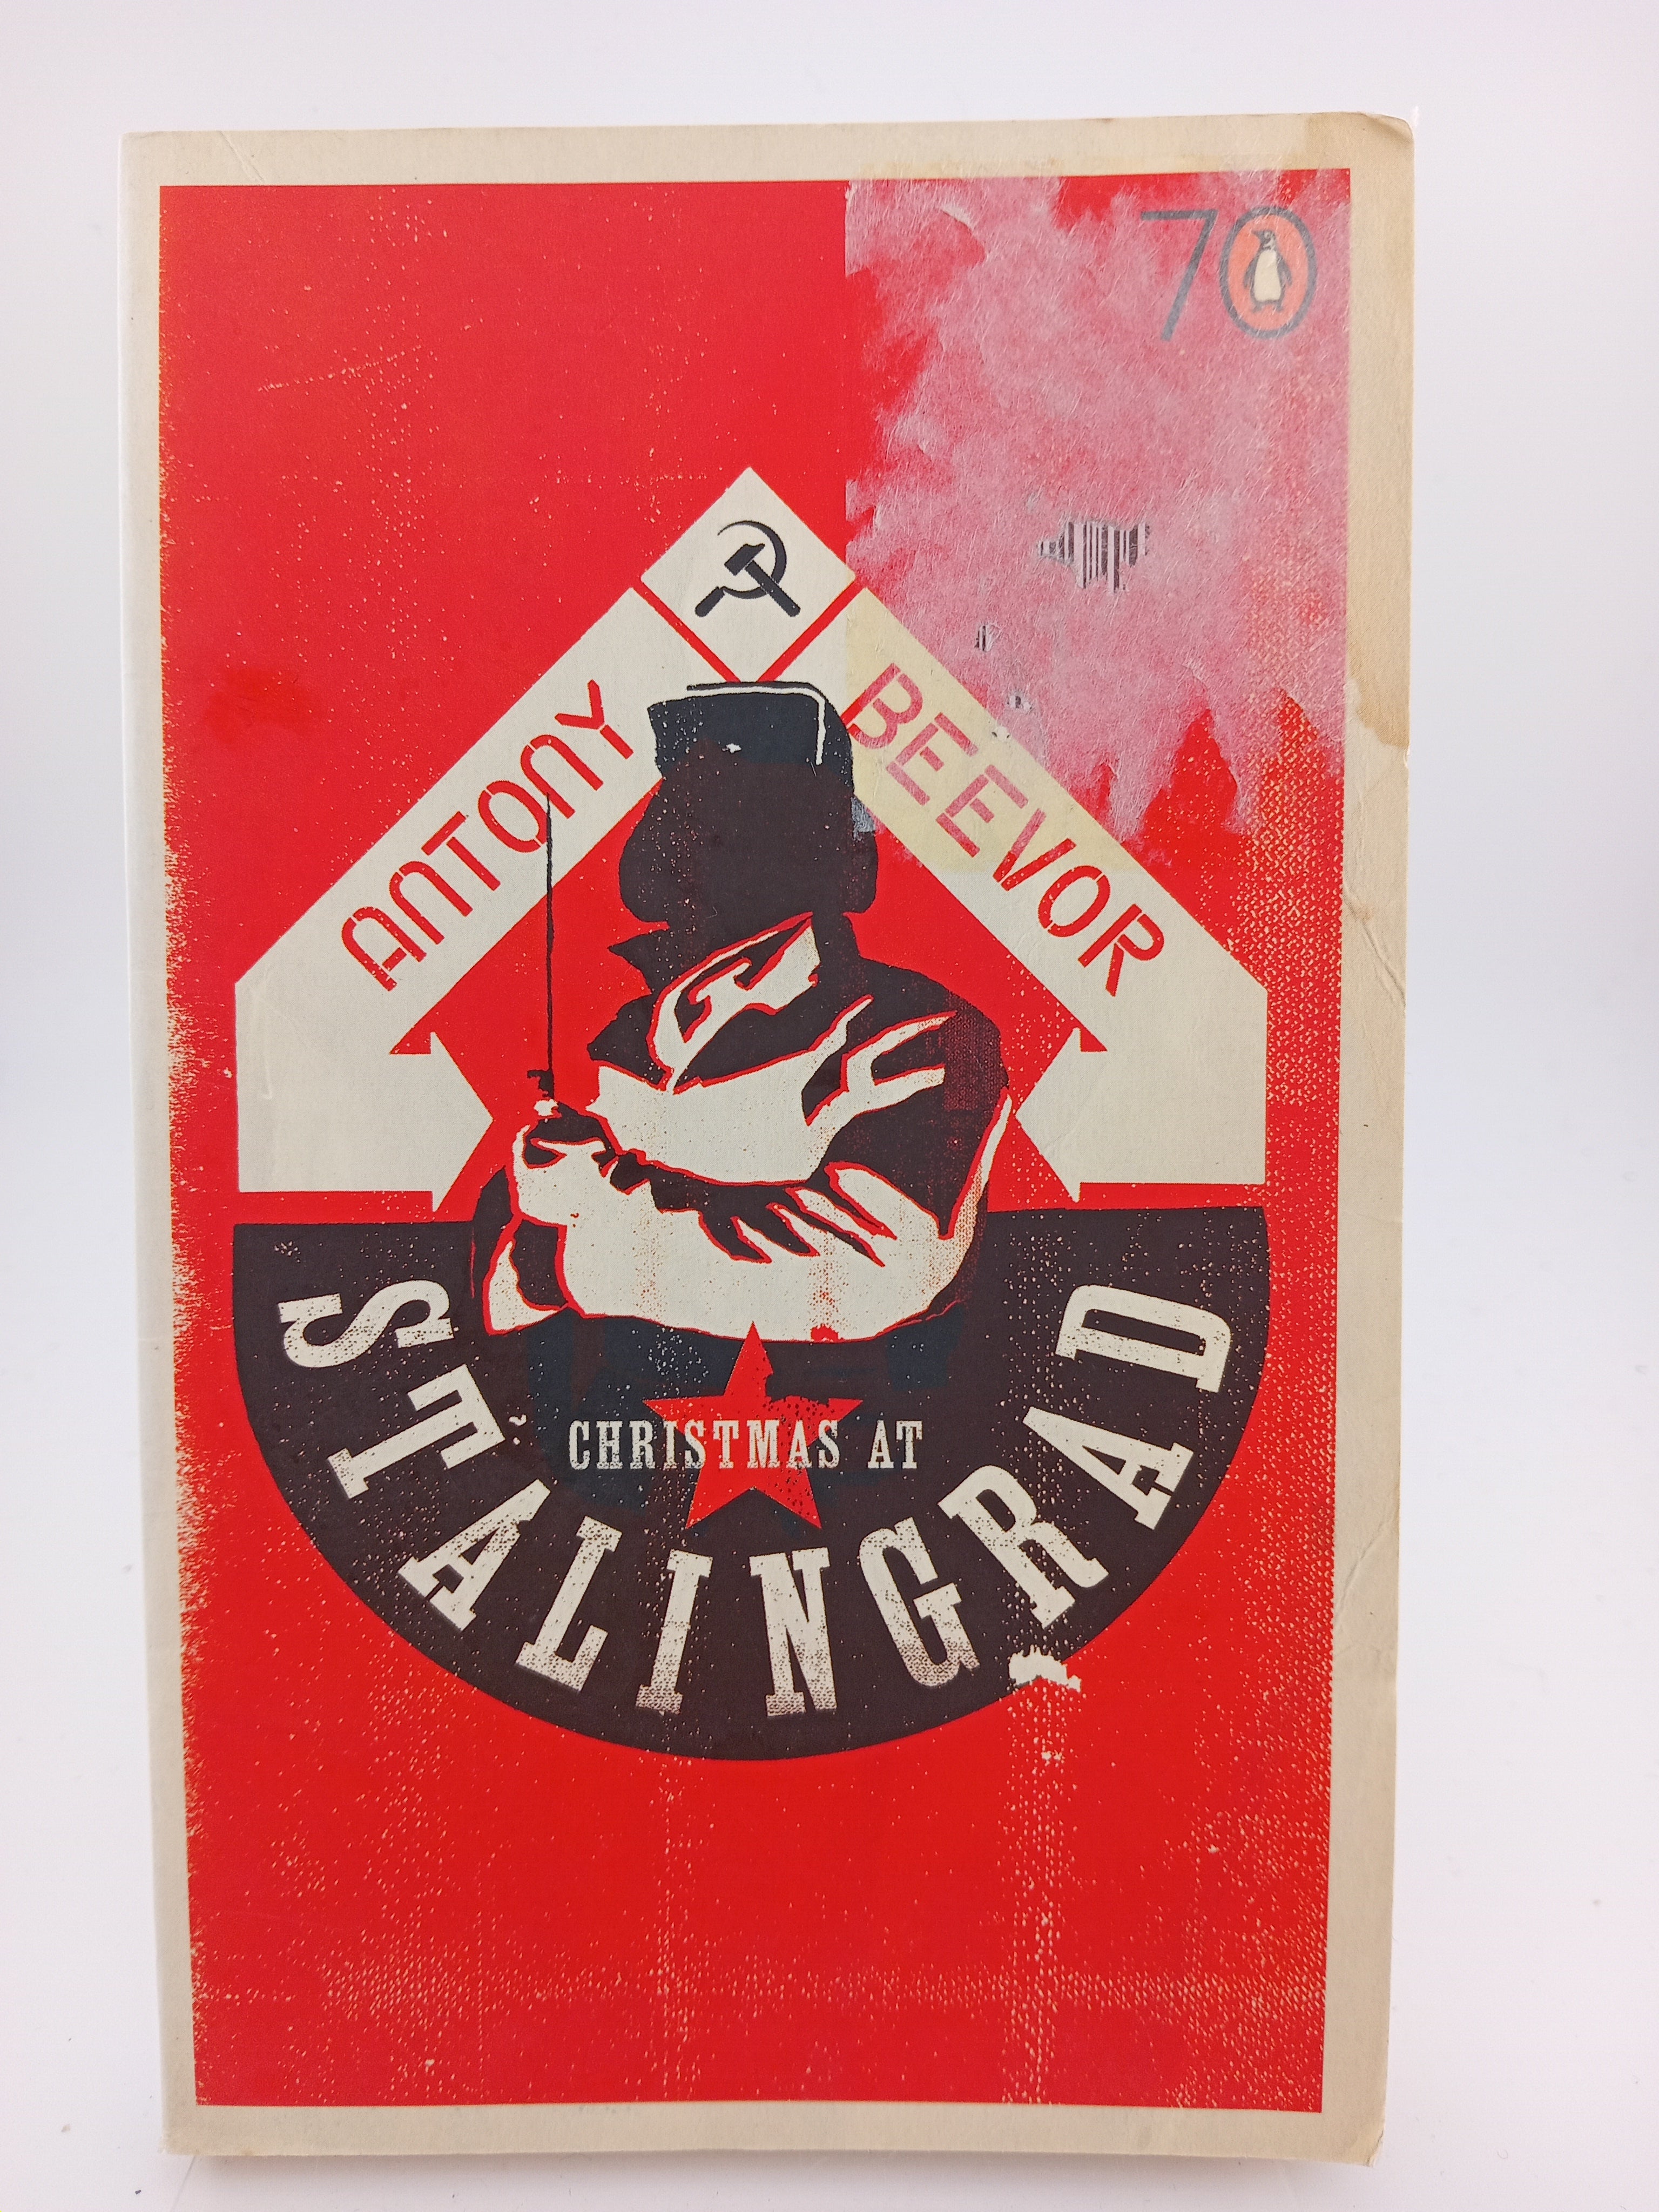 70
ANTONY
BEEVOR
CHRISTMAS AT
STALINGRAD